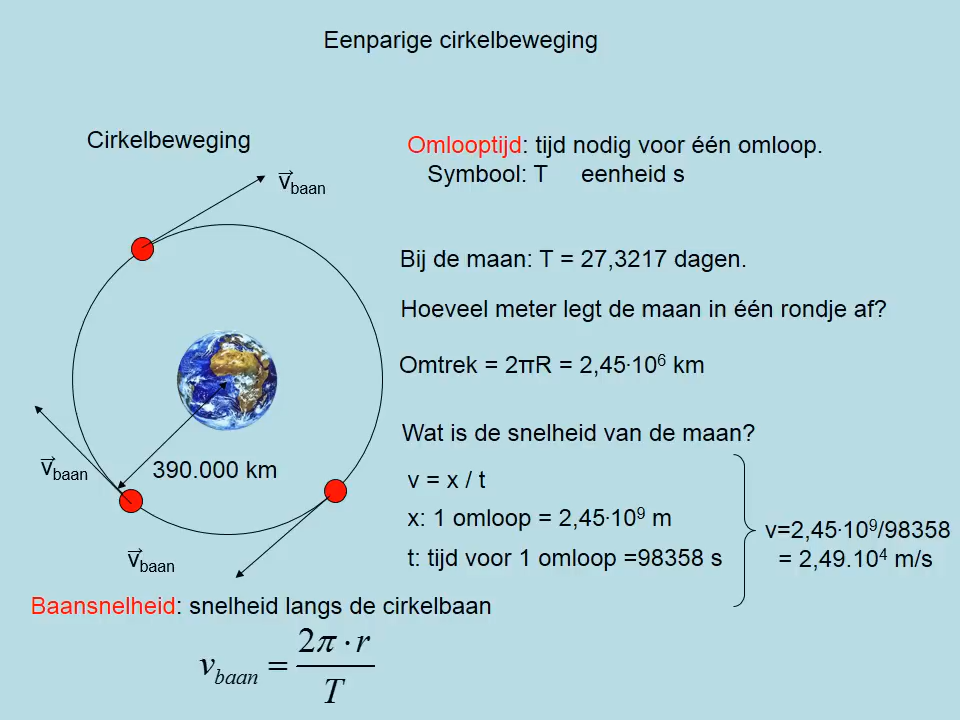 Eenparige cirkelbeweging
Cirkelbeweging
v⃗baan
390.000 km
v⃗baan
v⃗baan
Baansnelheid: snelheid langs de cirkelbaan
v_baan = 2π · r / T
Omlooptijd: tijd nodig voor één omloop.
Symbool: T eenheid s
Bij de maan: T = 27,3217 dagen.
Hoeveel meter legt de maan in één rondje af?
Omtrek = 2πR = 2,45·10⁶ km
Wat is de snelheid van de maan?
v = x / t
x: 1 omloop = 2,45·10⁹ m
t: tijd voor 1 omloop =98358 s
v=2,45·10⁹/98358
= 2,49.10⁴ m/s